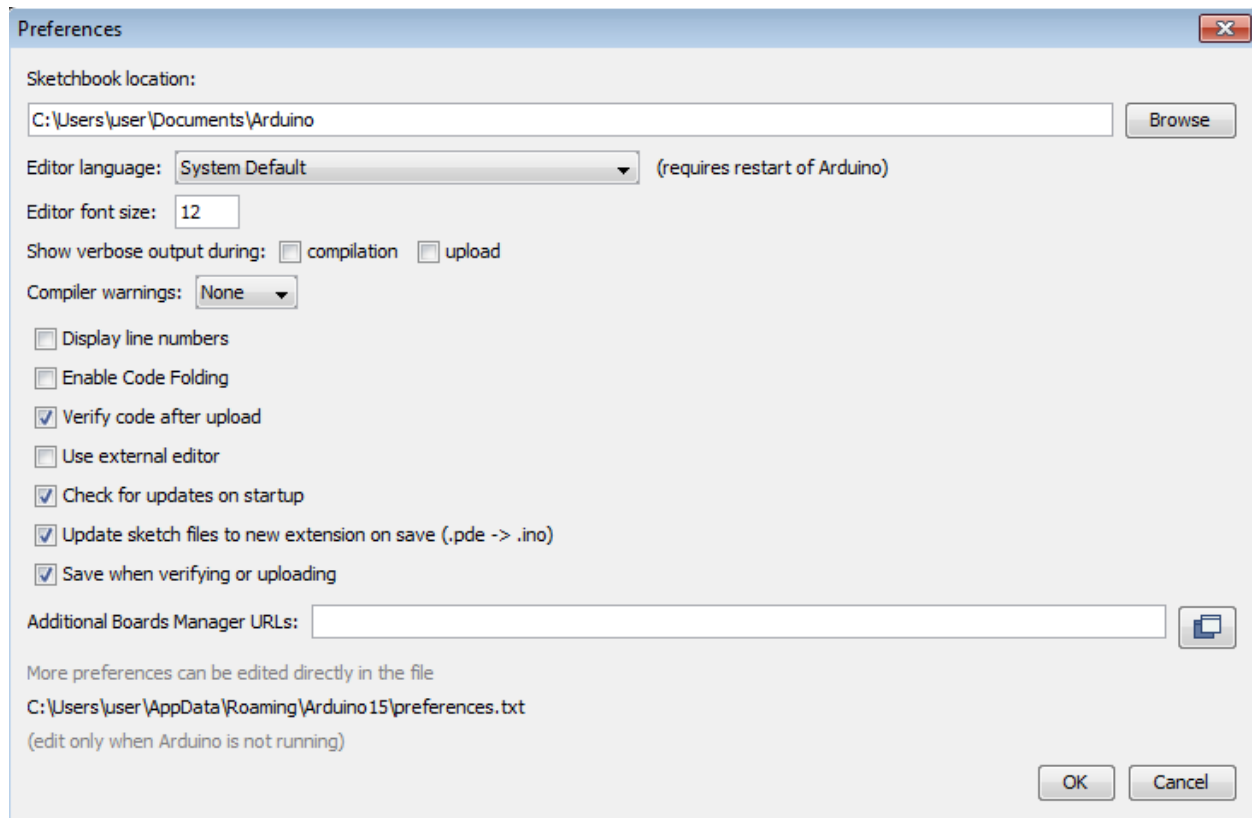 Preferences
Sketchbook location:
C:\Users\user\Documents\Arduino Browse
Editor language: System Default (requires restart of Arduino)
Editor font size: 12
Show verbose output during: compilation upload
Compiler warnings: None
Display line numbers
Enable Code Folding
Verify code after upload
Use external editor
Check for updates on startup
Update sketch files to new extension on save (.pde -> .ino)
Save when verifying or uploading
Additional Boards Manager URLs:
More preferences can be edited directly in the file
C:\Users\user\AppData\Roaming\Arduino15\preferences.txt
(edit only when Arduino is not running)
OK Cancel